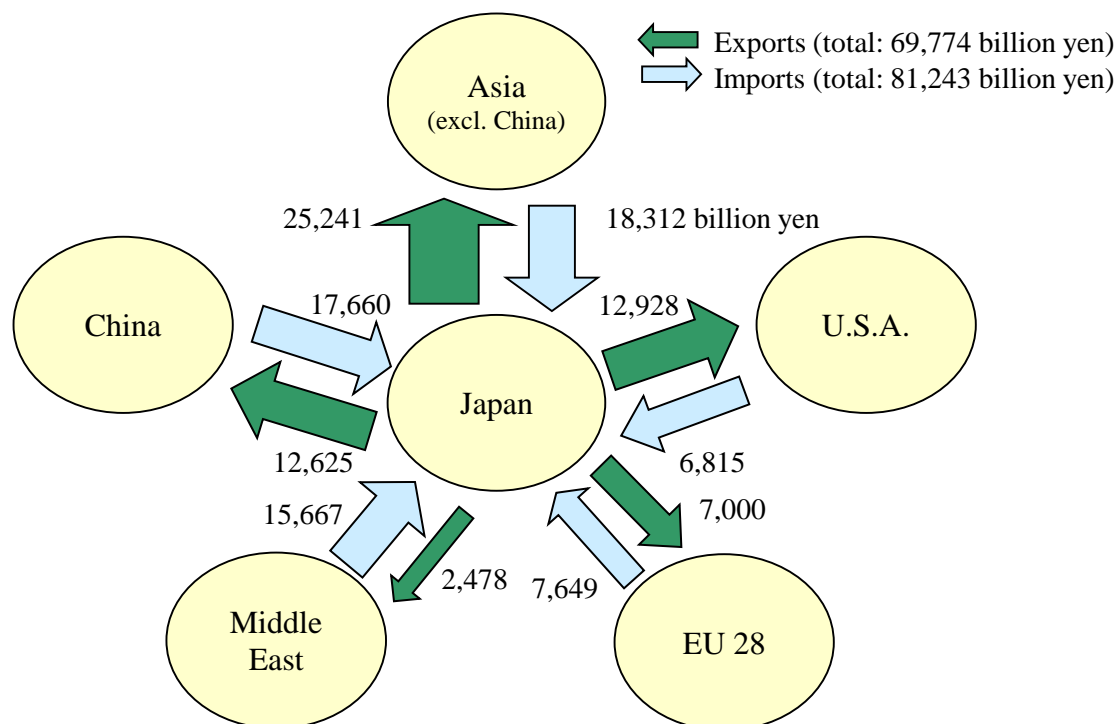 Exports (total: 69,774 billion yen)
Imports (total: 81,243 billion yen)
Asia
(excl. China)
25,241
18,312 billion yen
China
17,660
12,928
U.S.A.
Japan
12,625
6,815
15,667
7,000
2,478
7,649
Middle
East
EU 28